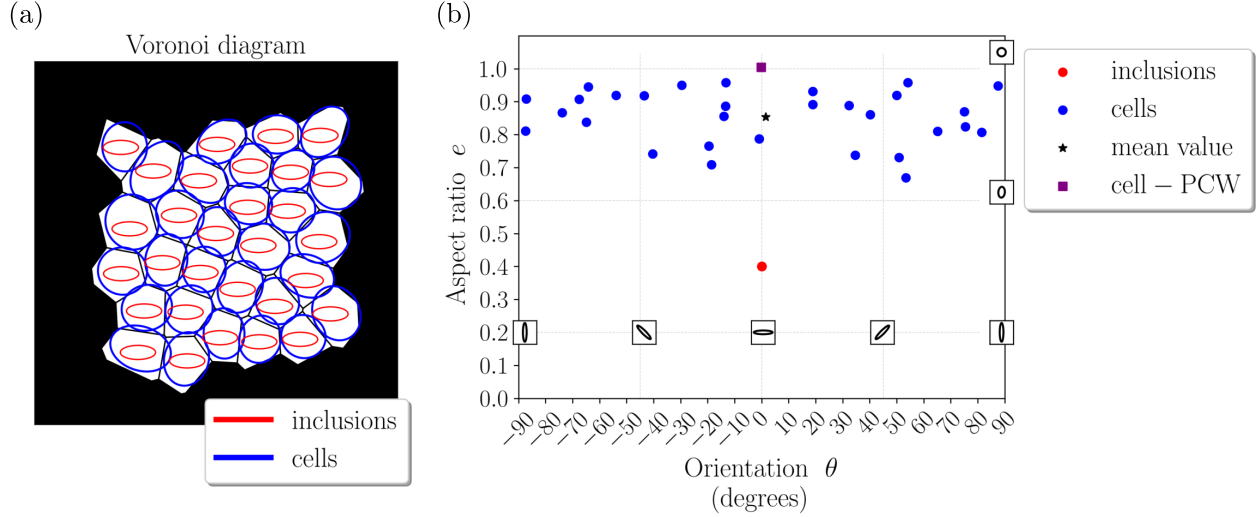 (a)
Voronoi diagram
inclusions
cells
(b)
Aspect ratio e
1.0
0.9
0.8
0.7
0.6
0.5
0.4
0.3
0.2
0.1
0.0
−90 −80 −70 −60 −50 −40 −30 −20 −10 0 10 20 30 40 50 60 70 80 90
Orientation θ
(degrees)
inclusions
cells
mean value
cell − PCW